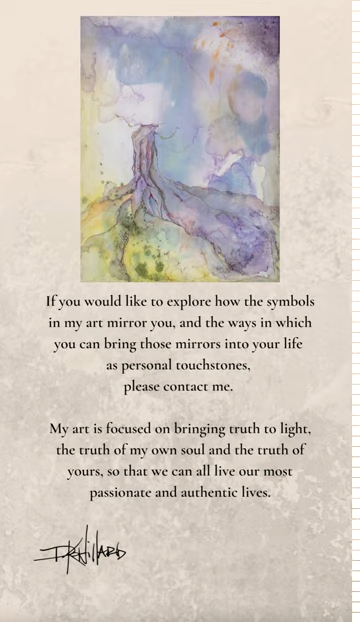 If you would like to explore how the symbols
in my art mirror you, and the ways in which
you can bring those mirrors into your life
as personal touchstones,
please contact me.
My art is focused on bringing truth to light,
the truth of my own soul and the truth of
yours, so that we can all live our most
passionate and authentic lives.